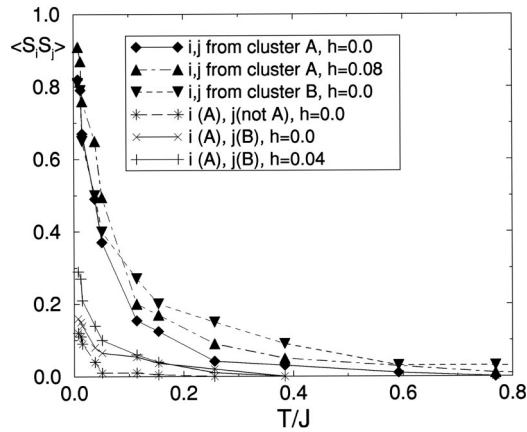 1.0
<SiSj>
i,j from cluster A, h=0.0
i,j from cluster A, h=0.08
i,j from cluster B, h=0.0
i (A), j(not A), h=0.0
i (A), j(B), h=0.0
i (A), j(B), h=0.04
0.8
0.6
0.4
0.2
0.0
0.0 0.2 0.4 0.6 0.8
T/J